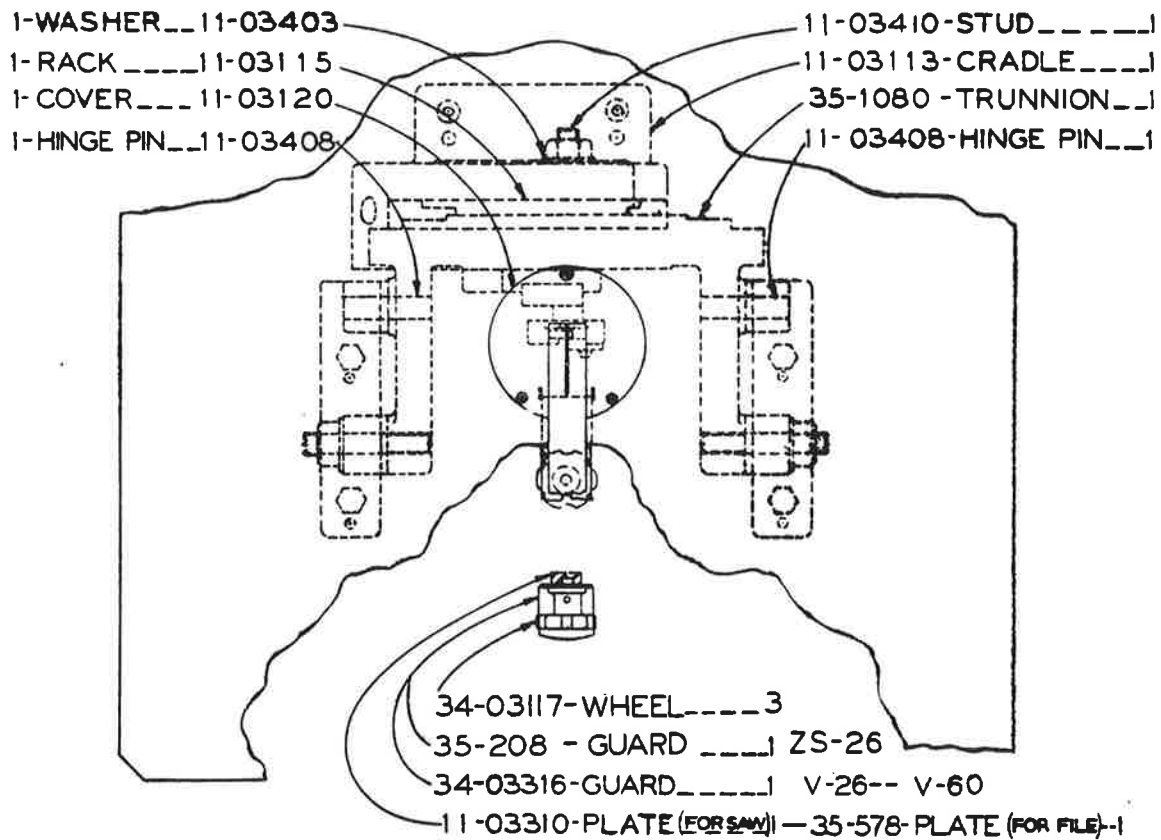 1-WASHER__11-03403
1-RACK____11-03115
1-COVER___11-03120
1-HINGE PIN__11-03408
11-03410-STUD_____1
11-03113-CRADLE____1
35-1080-TRUNNION__1
11-03408-HINGE PIN__1
34-03117-WHEEL____3
35-208 - GUARD ____1 ZS-26
34-03316-GUARD_____1 V-26-- V-60
11-03310-PLATE (FOR SAW)1—35-578-PLATE (FOR FILE)--1